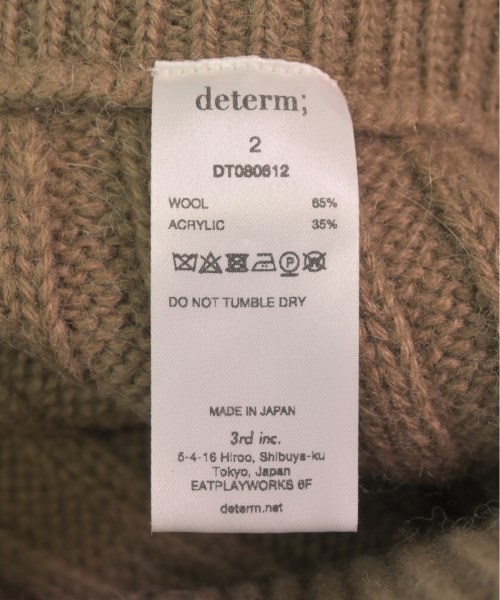 determ;
2
DT080612
WOOL 65%
ACRYLIC 35%
DO NOT TUMBLE DRY
MADE IN JAPAN
3rd inc.
5-4-16 Hiroo, Shibuya-ku
Tokyo, Japan
EATPLAYWORKS 6F
determ.net